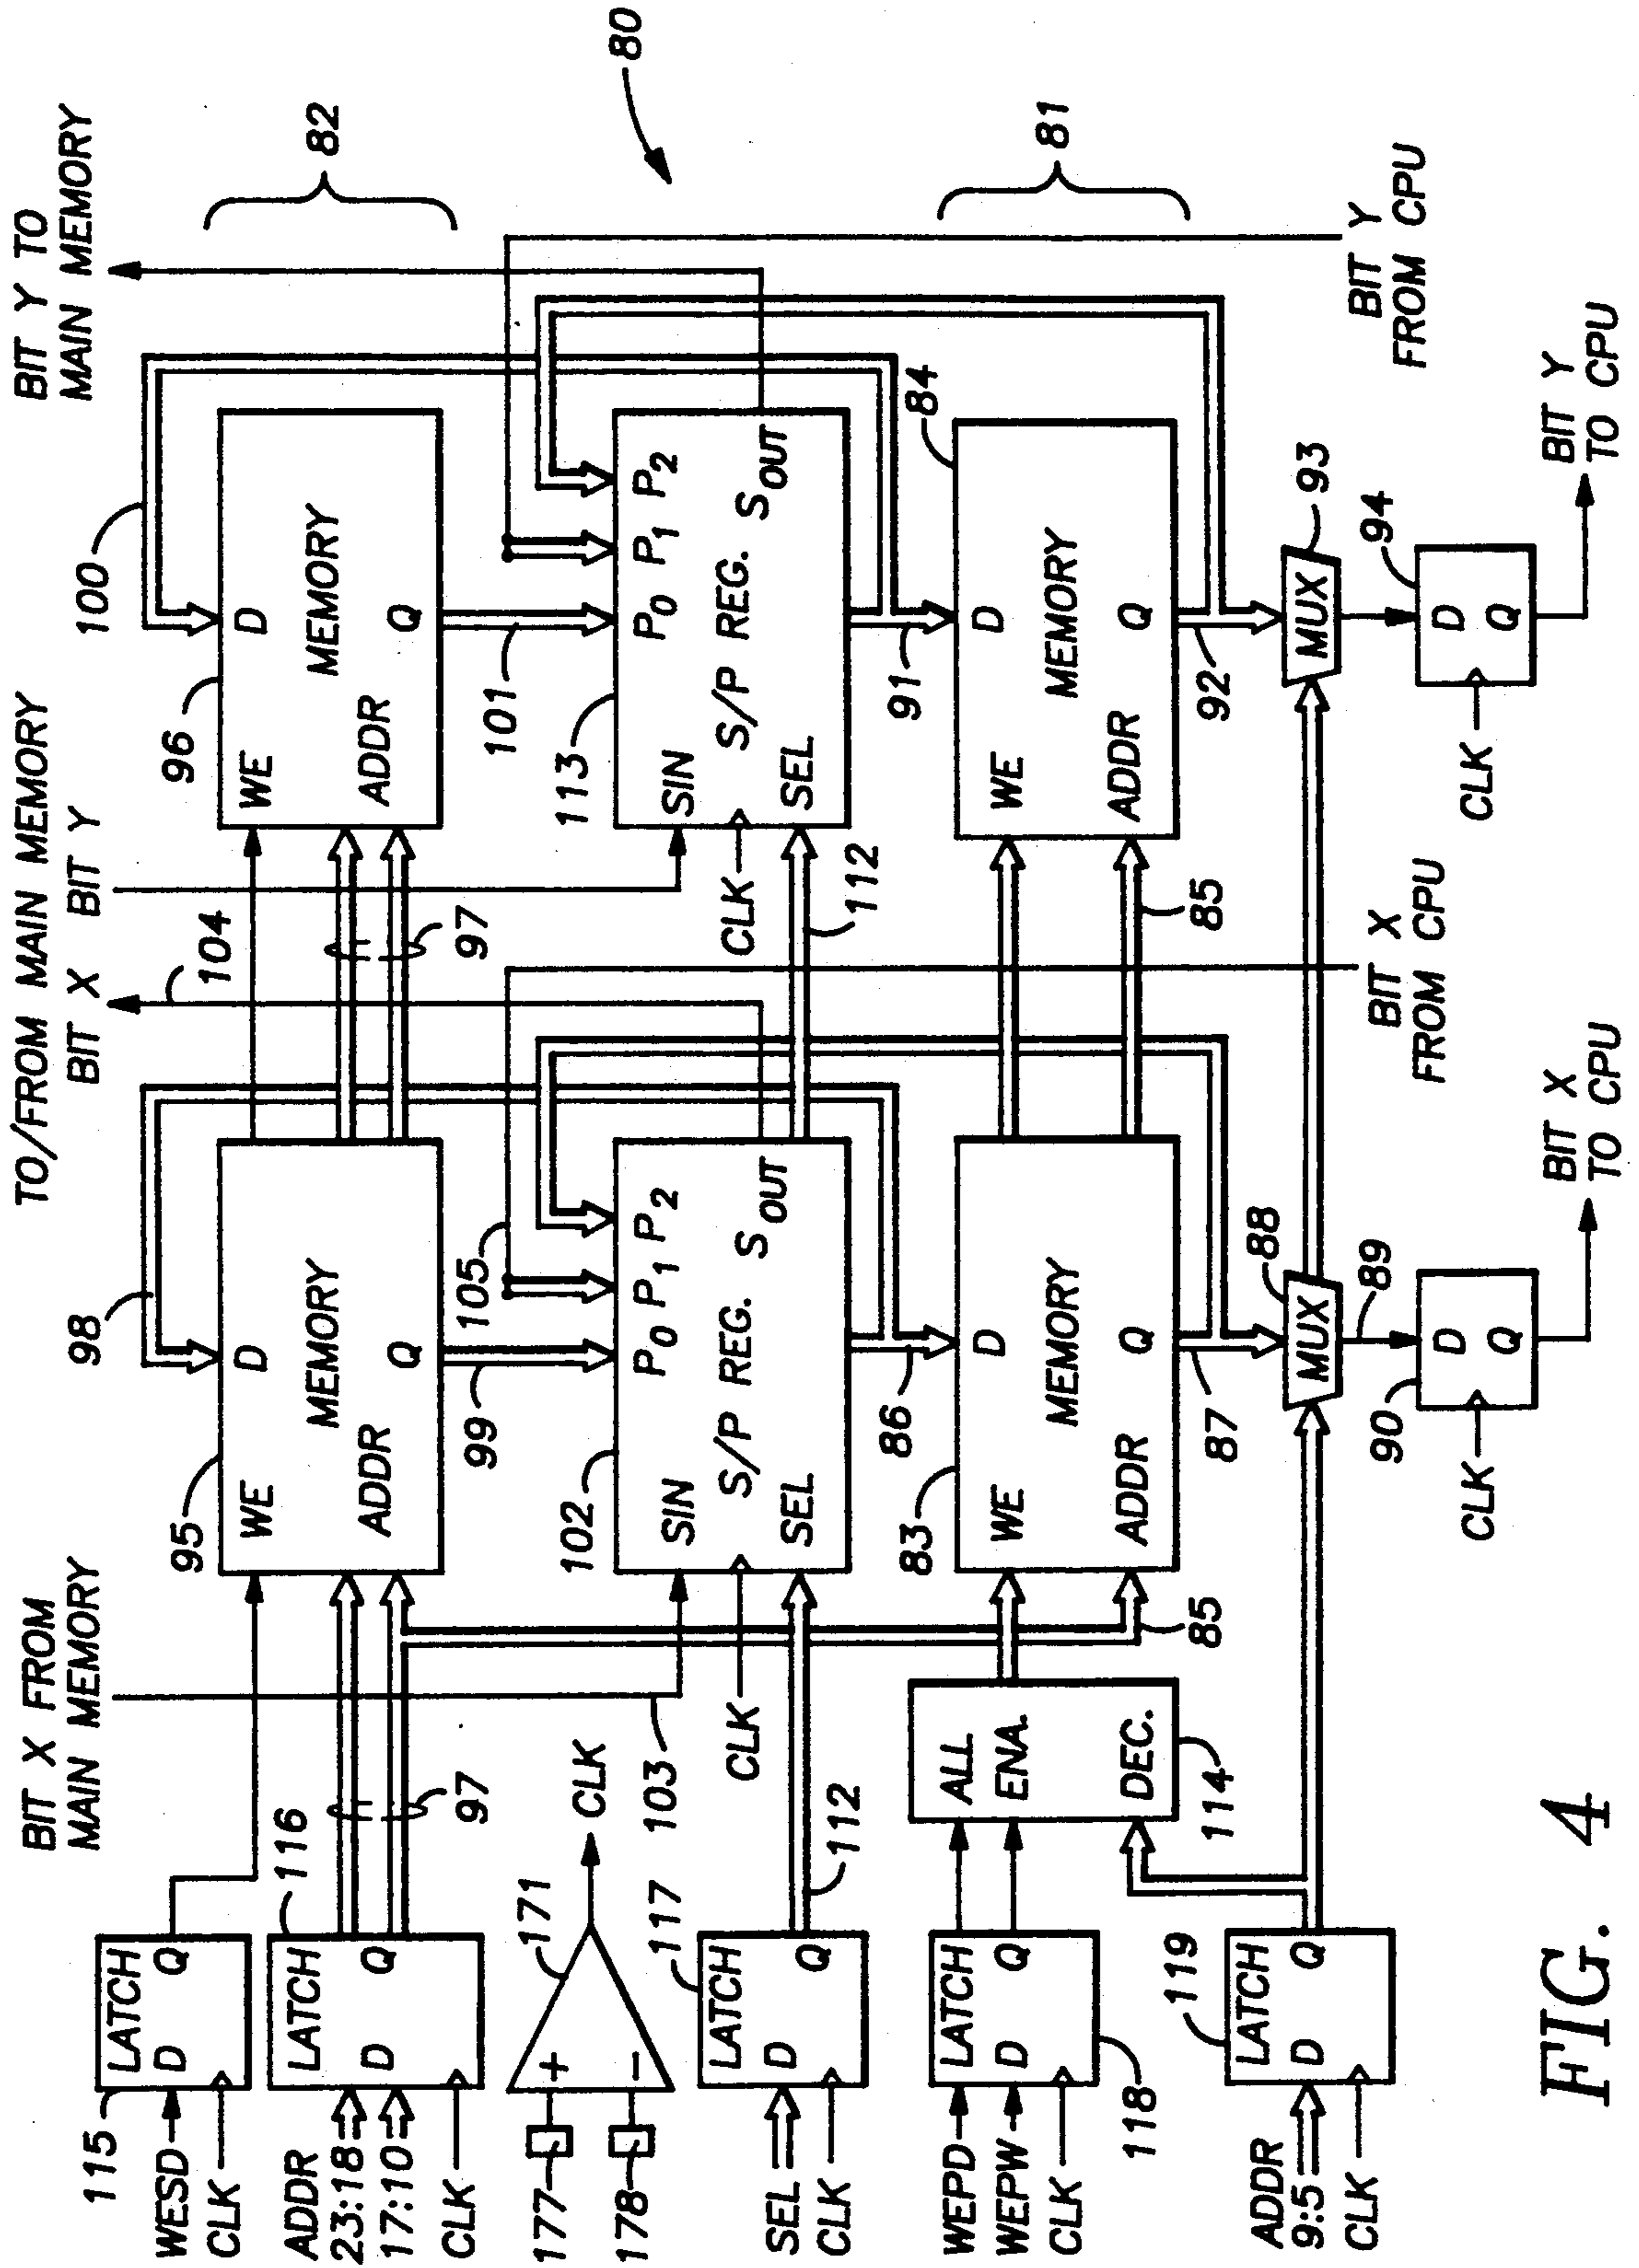 BIT X FROM
MAIN MEMORY
TO/FROM MAIN MEMORY
BIT X BIT Y
BIT Y TO
MAIN MEMORY
80
82
81
115
LATCH
D Q
WESD
CLK
116
LATCH
D Q
ADDR
23:18
17:10
CLK
97
95
WE
D
MEMORY
ADDR
Q
98
104
97
96
WE
D
MEMORY
ADDR
Q
100
177
178
+
-
171
CLK
103
99
105
101
117
LATCH
D
Q
SEL
CLK
112
CLK
102
SIN
P0 P1 P2
S/P REG.
SEL
SOUT
CLK
112
113
SIN
P0 P1 P2
S/P REG.
SEL
SOUT
86
91
118
LATCH
D Q
WEPD
WEPW
CLK
ALL
ENA.
DEC.
114
85
83
WE
D
MEMORY
ADDR
Q
85
84
WE
D
MEMORY
ADDR
Q
87
92
BIT X
FROM CPU
BIT Y
FROM CPU
119
LATCH
D Q
ADDR
9:5
CLK
MUX
88
89
MUX
93
90
D
Q
CLK
94
D
Q
CLK
BIT X
TO CPU
BIT Y
TO CPU
FIG. 4